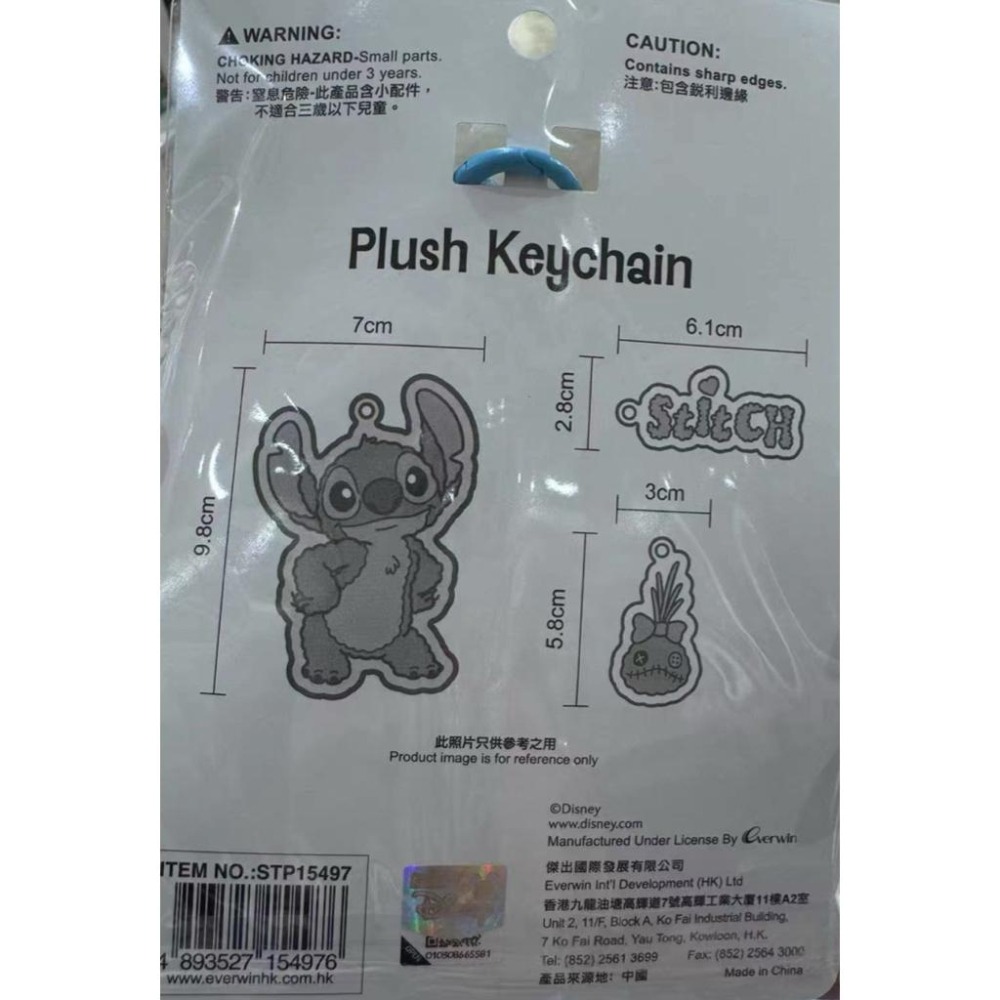 WARNING:
CHOKING HAZARD-Small parts.
Not for children under 3 years.
警告:窒息危險-此產品含小配件，
不適合三歲以下兒童。
CAUTION:
Contains sharp edges.
注意:包含銳利邊緣
Plush Keychain
7cm
9.8cm
6.1cm
2.8cm
StitCH
3cm
5.8cm
此照片只供參考之用
Product image is for reference only
©Disney
www.disney.com
Manufactured Under License By Everwin
傑出國際發展有限公司
Everwin Int'l Development (HK) Ltd
香港九龍油塘高輝道7號高輝工業大廈11樓A2室
Unit 2, 11/F, Block A, Ko Fai Industrial Building,
7 Ko Fai Road, Yau Tong, Kowloon, H.K.
Tel: (852) 2561 3699 Fax: (852) 2564 3000
產品來源地: 中國 Made in China
ITEM NO.:STP15497
4 893527 154976
www.everwinhk.com.hk